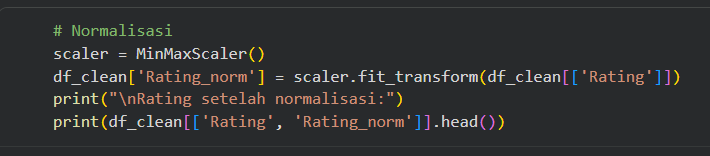 # Normalisasi
scaler = MinMaxScaler()
df_clean['Rating_norm'] = scaler.fit_transform(df_clean[['Rating']])
print("\nRating setelah normalisasi:")
print(df_clean[['Rating', 'Rating_norm']].head())